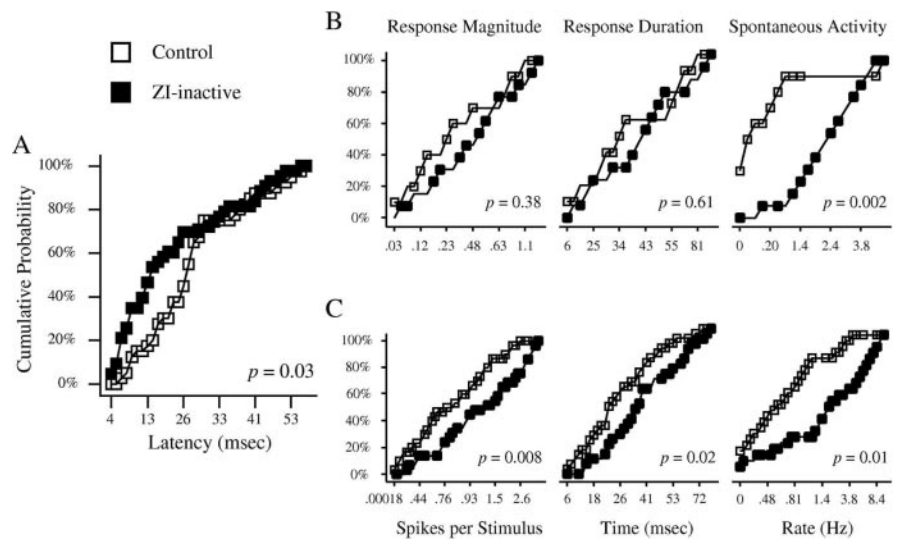 Control
ZI-inactive
A
Cumulative Probability
100%
80%
60%
40%
20%
0%
p = 0.03
4 13 26 33 41 53
Latency (msec)
B
Response Magnitude Response Duration Spontaneous Activity
100%
80%
60%
40%
20%
0%
p = 0.38 p = 0.61 p = 0.002
.03 .12 .23 .48 .63 1.1 6 25 34 43 55 81 0 .20 1.4 2.4 3.8
C
100%
80%
60%
40%
20%
0%
p = 0.008 p = 0.02 p = 0.01
.00018 .44 .76 .93 1.5 2.6 6 18 26 41 52 72 0 .48 .81 1.4 3.8 8.4
Spikes per Stimulus Time (msec) Rate (Hz)